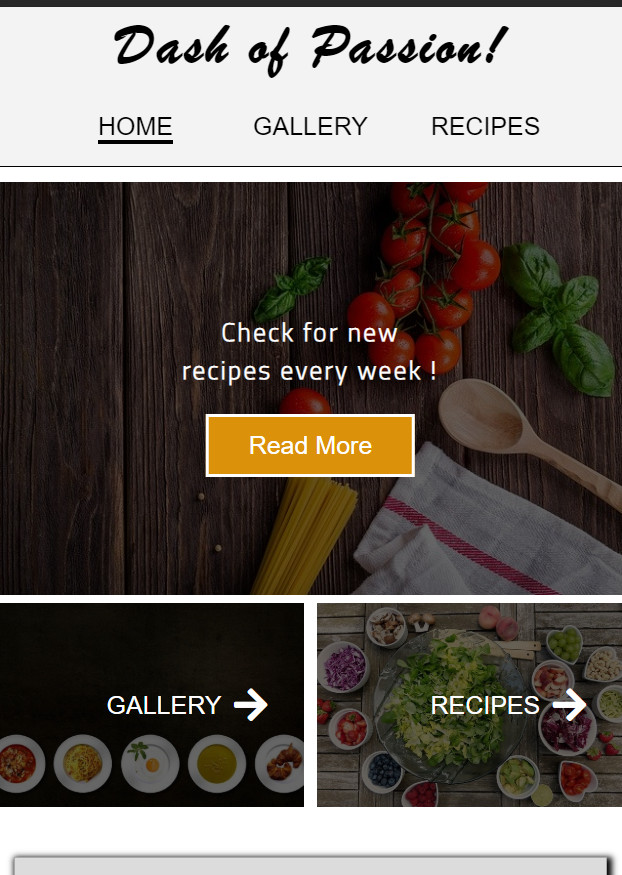 Dash of Passion!
HOME GALLERY RECIPES
Check for new
recipes every week !
Read More
GALLERY
RECIPES